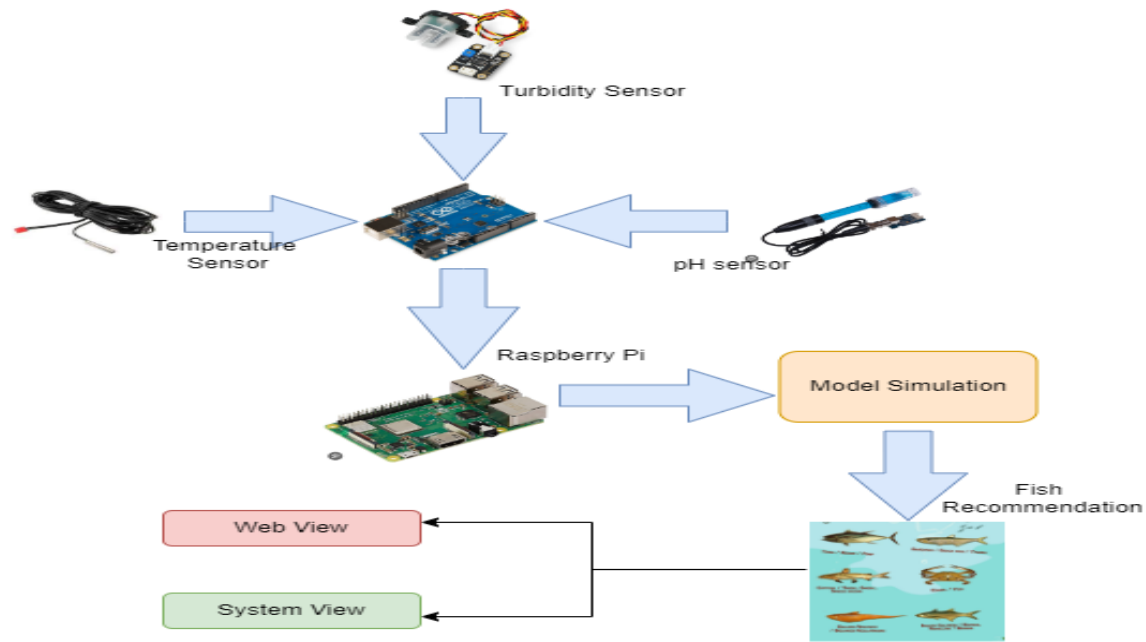 Turbidity Sensor
Temperature
Sensor
pH sensor
Raspberry Pi
Model Simulation
Fish
Recommendation
Web View
System View